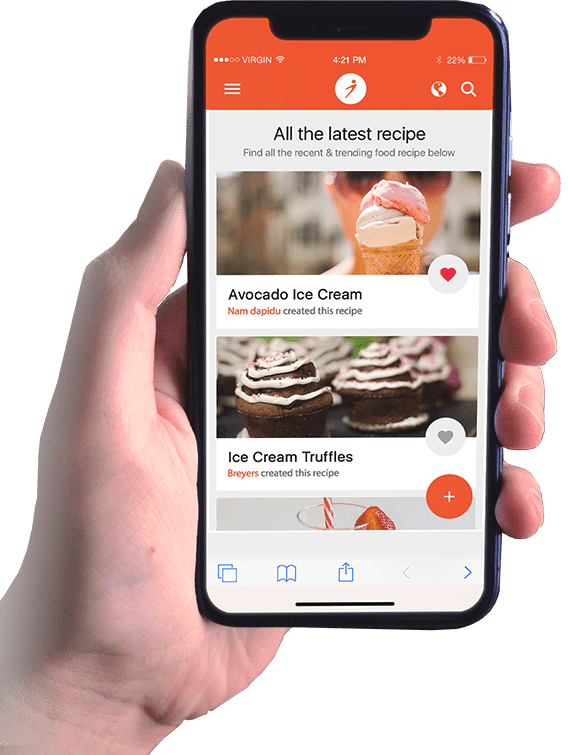 VIRGIN
4:21 PM
22%
All the latest recipe
Find all the recent & trending food recipe below
Avocado Ice Cream
Nam dapidu created this recipe
Ice Cream Truffles
Breyers created this recipe
+